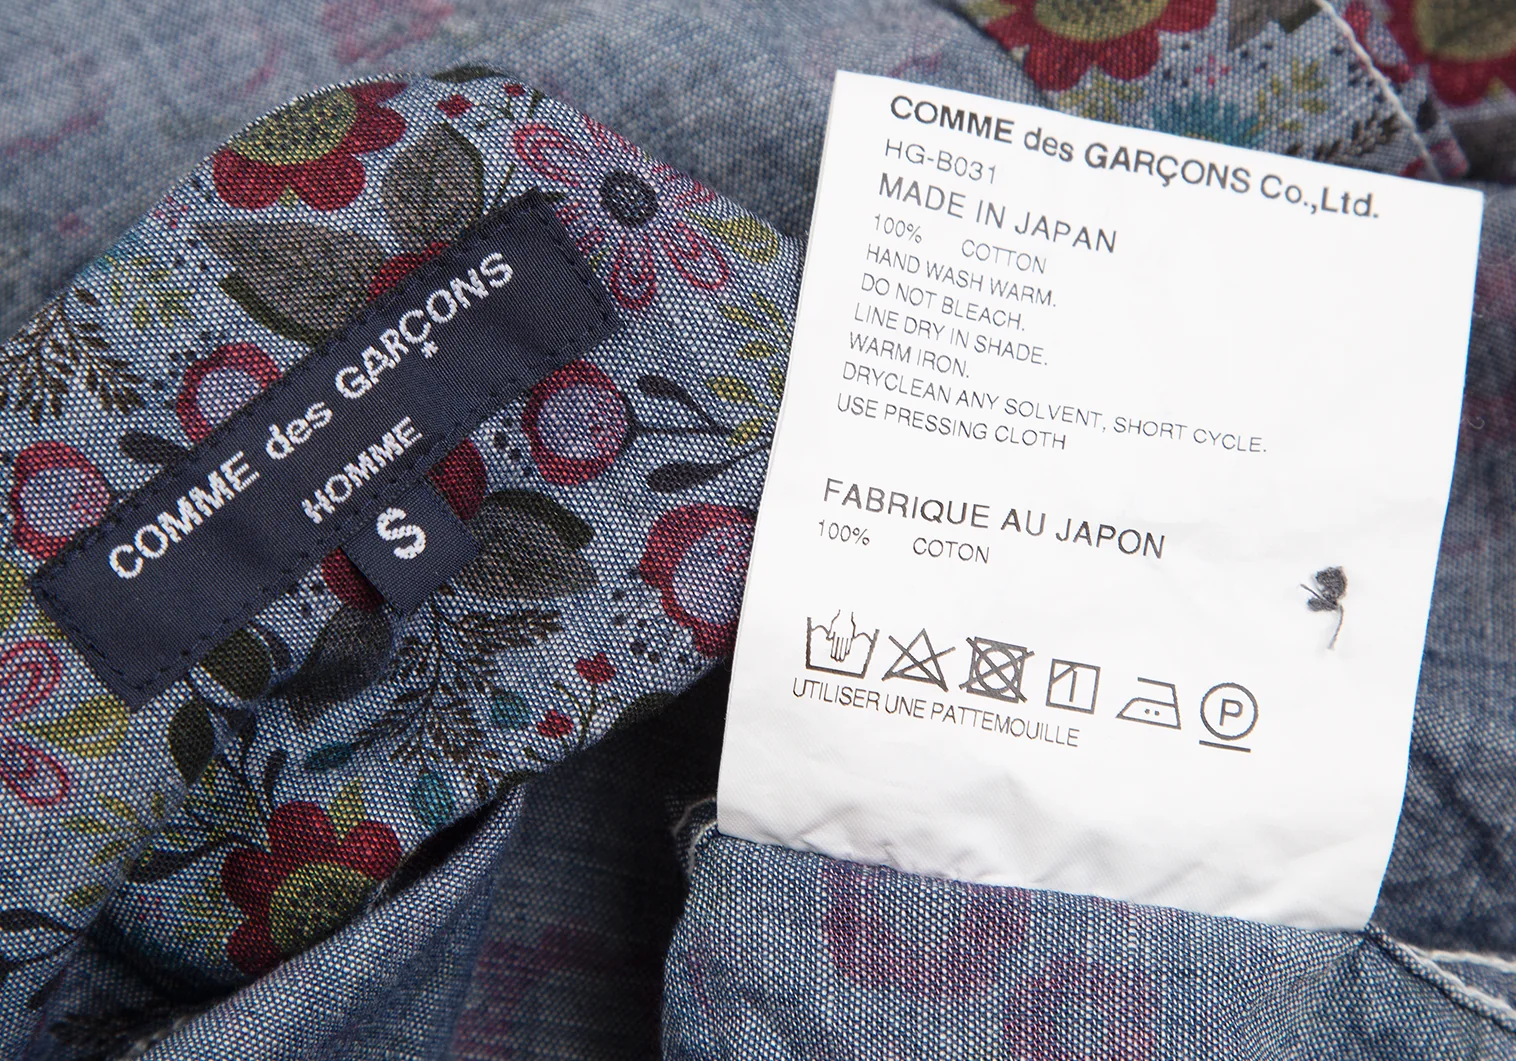 COMME des GARÇONS
HOMME
S
COMME des GARÇONS Co.,Ltd.
HG-B031
MADE IN JAPAN
100% COTTON
HAND WASH WARM.
DO NOT BLEACH.
LINE DRY IN SHADE.
WARM IRON.
DRYCLEAN ANY SOLVENT, SHORT CYCLE.
USE PRESSING CLOTH
FABRIQUE AU JAPON
100% COTON
P
UTILISER UNE PATTEMOUILLE